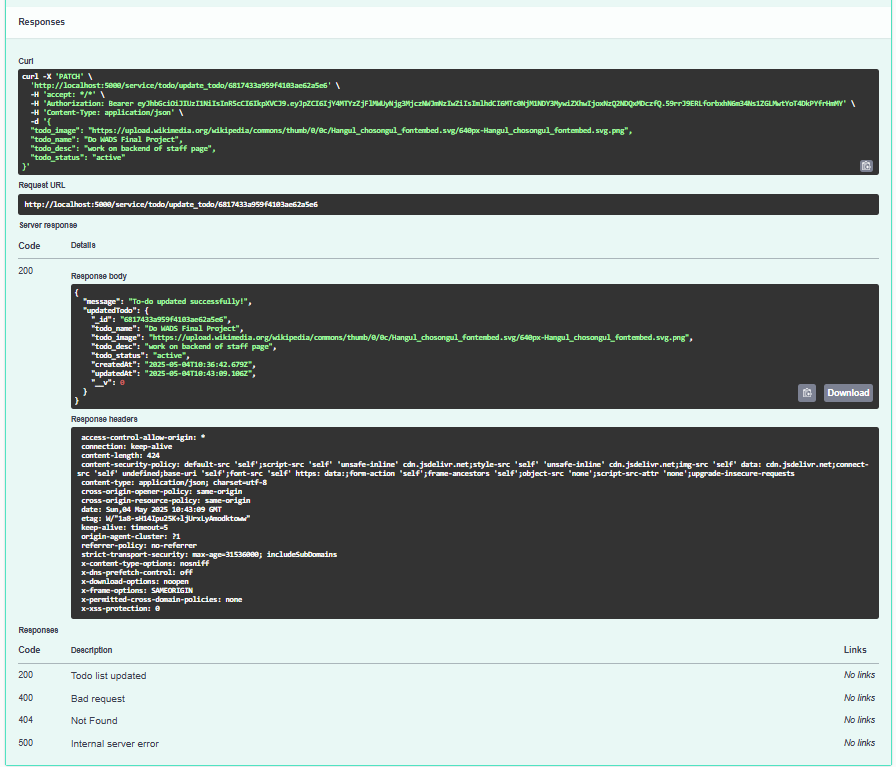 Responses
Curl
curl -X 'PATCH' \
'http://localhost:5000/service/todo/update_todo/6817433a959f4103ae62a5e6' \
-H 'accept: */*' \
-H 'Authorization: Bearer \
-H 'Content-Type: application/json' \
-d '{
"todo_image": "https://upload.wikimedia.org/wikipedia/commons/thumb/0/0c/Hangul_chosongul_fontembed.svg/640px-Hangul_chosongul_fontembed.svg.png",
"todo_name": "Do WADS Final Project",
"todo_desc": "work on backend of staff page",
"todo_status": "active"
}'
Request URL
http://localhost:5000/service/todo/update_todo/6817433a959f4103ae62a5e6
Server response
Code Details
200
Response body
{
"message": "To-do updated successfully!",
"updatedTodo": {
"_id": "6817433a959f4103ae62a5e6",
"todo_name": "Do WADS Final Project",
"todo_image": "https://upload.wikimedia.org/wikipedia/commons/thumb/0/0c/Hangul_chosongul_fontembed.svg/640px-Hangul_chosongul_fontembed.svg.png",
"todo_desc": "work on backend of staff page",
"todo_status": "active",
"createdAt": "2025-05-04T10:36:42.679Z",
"updatedAt": "2025-05-04T10:43:09.106Z",
"__v": 0
}
}
Download
Response headers
access-control-allow-origin: *
connection: keep-alive
content-length: 424
content-security-policy: default-src 'self';script-src 'self' 'unsafe-inline' cdn.jsdelivr.net;style-src 'self' 'unsafe-inline' cdn.jsdelivr.net;img-src 'self' data: cdn.jsdelivr.net;connect-
src 'self' undefined;base-uri 'self';font-src 'self' https: data:;form-action 'self';frame-ancestors 'self';object-src 'none';script-src-attr 'none';upgrade-insecure-requests
content-type: application/json; charset=utf-8
cross-origin-opener-policy: same-origin
cross-origin-resource-policy: same-origin
date: Sun,04 May 2025 10:43:09 GMT
etag: W/"1a8-sH14Ipu25K+ljUrxLyAmodktoww"
keep-alive: timeout=5
origin-agent-cluster: ?1
referrer-policy: no-referrer
strict-transport-security: max-age=31536000; includeSubDomains
x-content-type-options: nosniff
x-dns-prefetch-control: off
x-download-options: noopen
x-frame-options: SAMEORIGIN
x-permitted-cross-domain-policies: none
x-xss-protection: 0
Responses
Code Description Links
200 Todo list updated No links
400 Bad request No links
404 Not Found No links
500 Internal server error No links